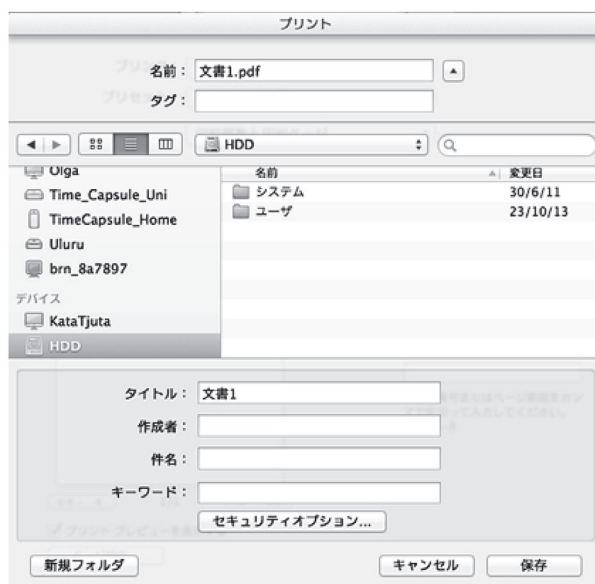 プリント
名前： 文書1.pdf
タグ：
HDD
Olga
Time_Capsule_Uni
TimeCapsule_Home
Uluru
brn_8a7897
デバイス
KataTjuta
HDD
名前 変更日
システム 30/6/11
ユーザ 23/10/13
タイトル： 文書1
作成者：
件名：
キーワード：
セキュリティオプション...
新規フォルダ キャンセル 保存